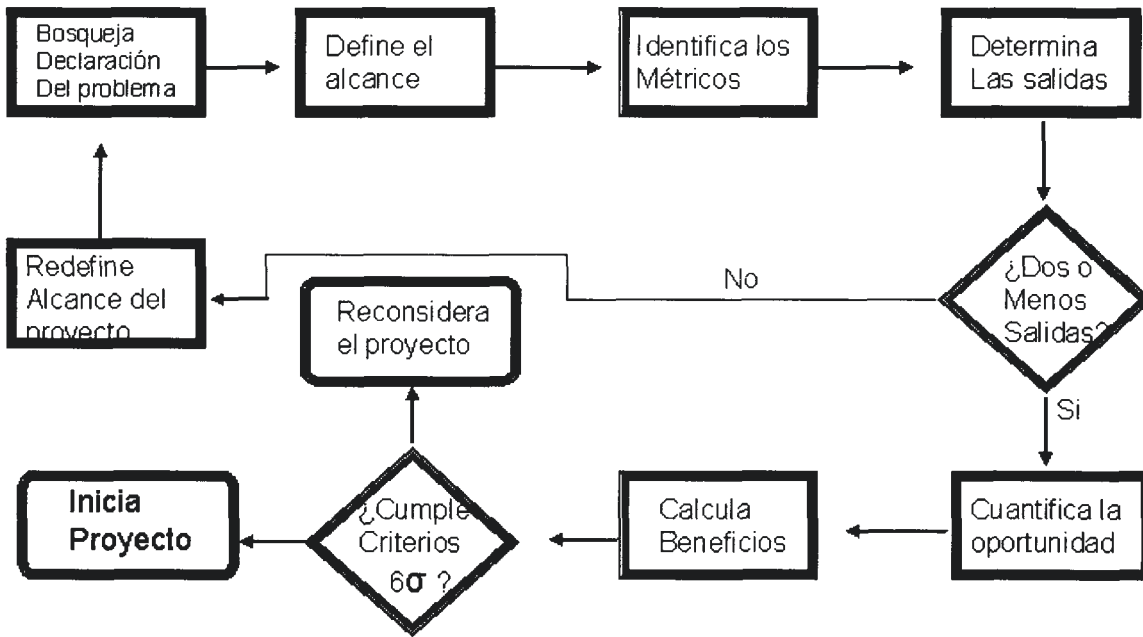 Bosqueja
Declaración
Del problema
Define el
alcance
Identifica los
Métricos
Determina
Las salidas
¿Dos o
Menos
Salidas?
No
Redefine
Alcance del
proyecto
Reconsidera
el proyecto
Si
Cuantifica la
oportunidad
Calcula
Beneficios
¿Cumple
Criterios
6σ ?
Inicia
Proyecto